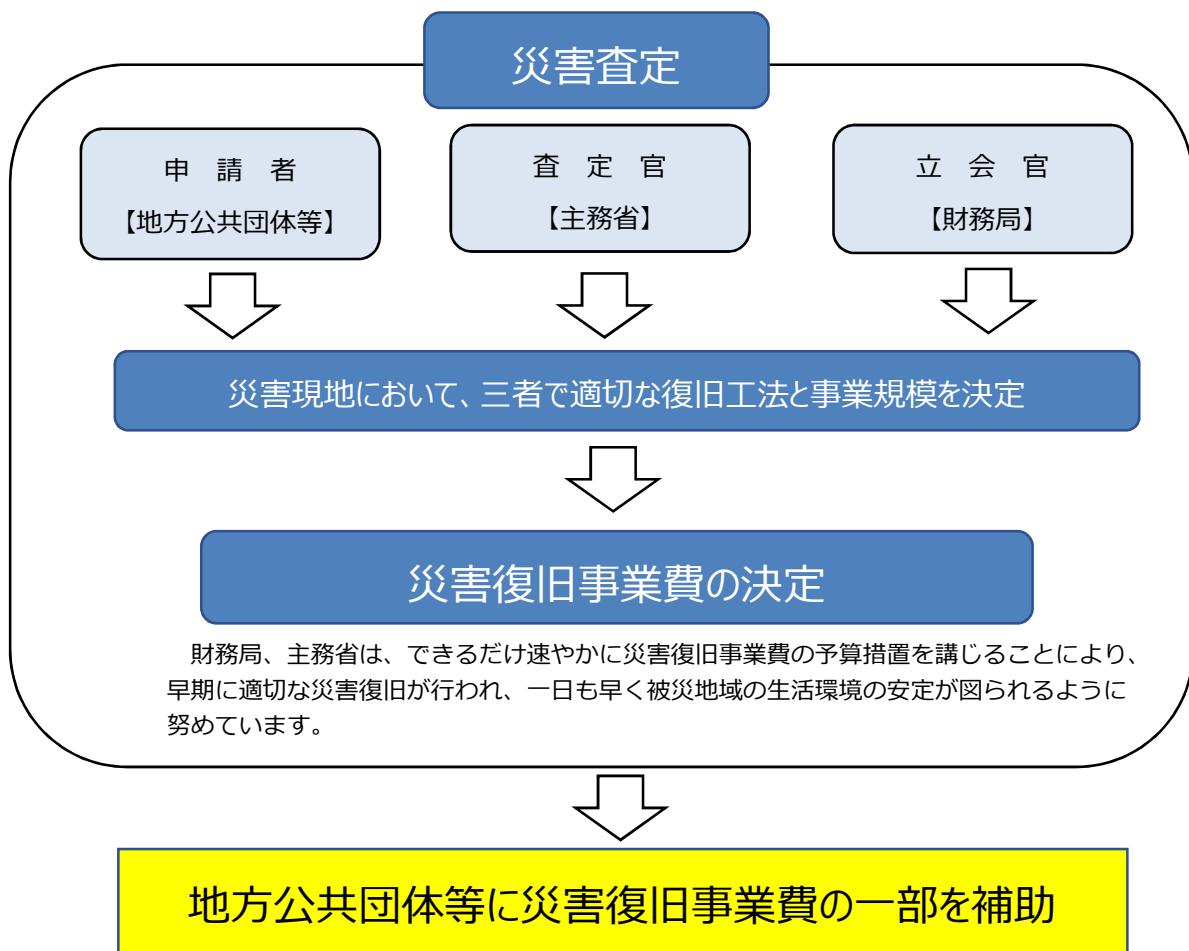 災害査定
申 請 者
【地方公共団体等】
査 定 官
【主務省】
立 会 官
【財務局】
災害現地において、三者で適切な復旧工法と事業規模を決定
災害復旧事業費の決定
財務局、主務省は、できるだけ速やかに災害復旧事業費の予算措置を講じることにより、
早期に適切な災害復旧が行われ、一日も早く被災地域の生活環境の安定が図られるように
努めています。
地方公共団体等に災害復旧事業費の一部を補助